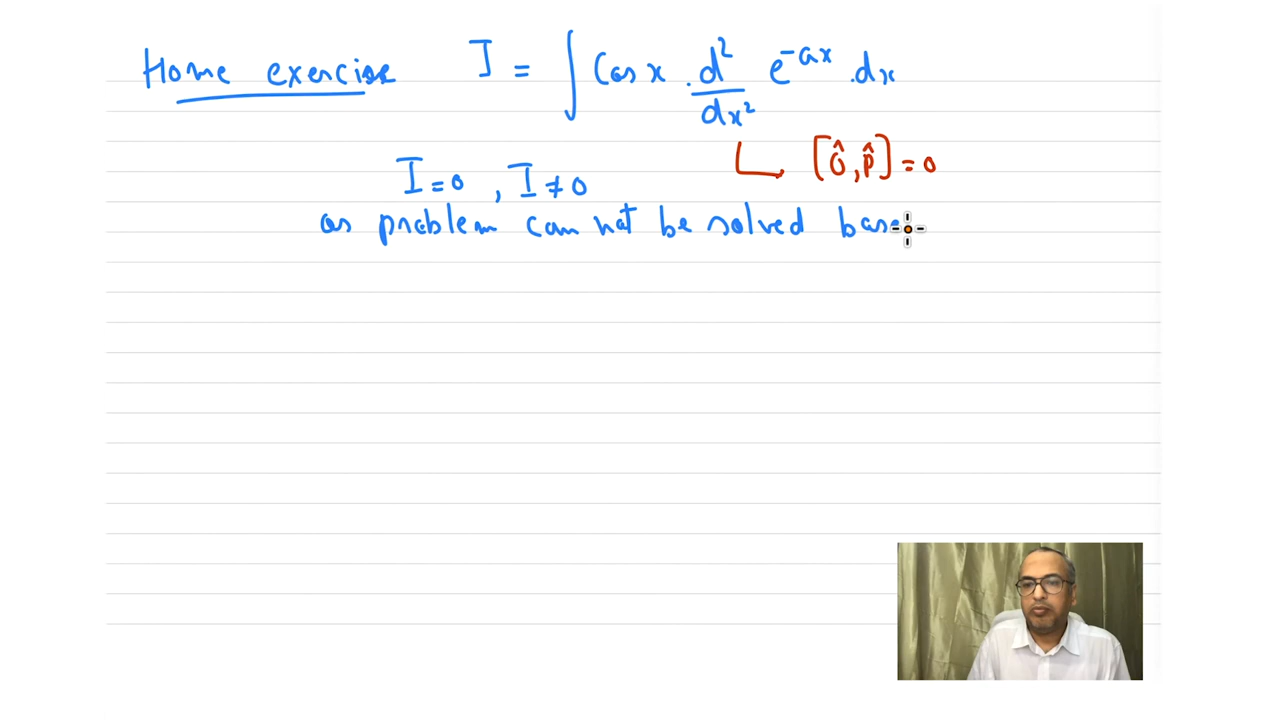 Home exercise I = ∫ Cos x . d²/dx² e^{-ax} . dx
[Ô, P̂] = 0
I = 0 , I ≠ 0
as problem can not be solved base